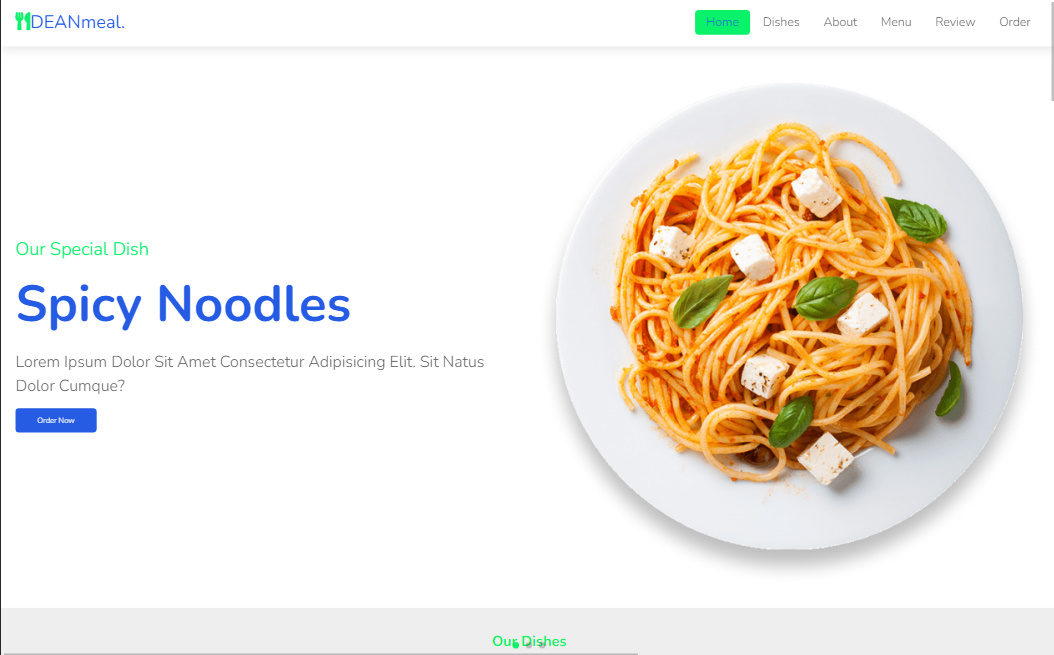 DEANmeal.
Home Dishes About Menu Review Order
Our Special Dish
Spicy Noodles
Lorem Ipsum Dolor Sit Amet Consectetur Adipisicing Elit. Sit Natus
Dolor Cumque?
Order Now
Our Dishes